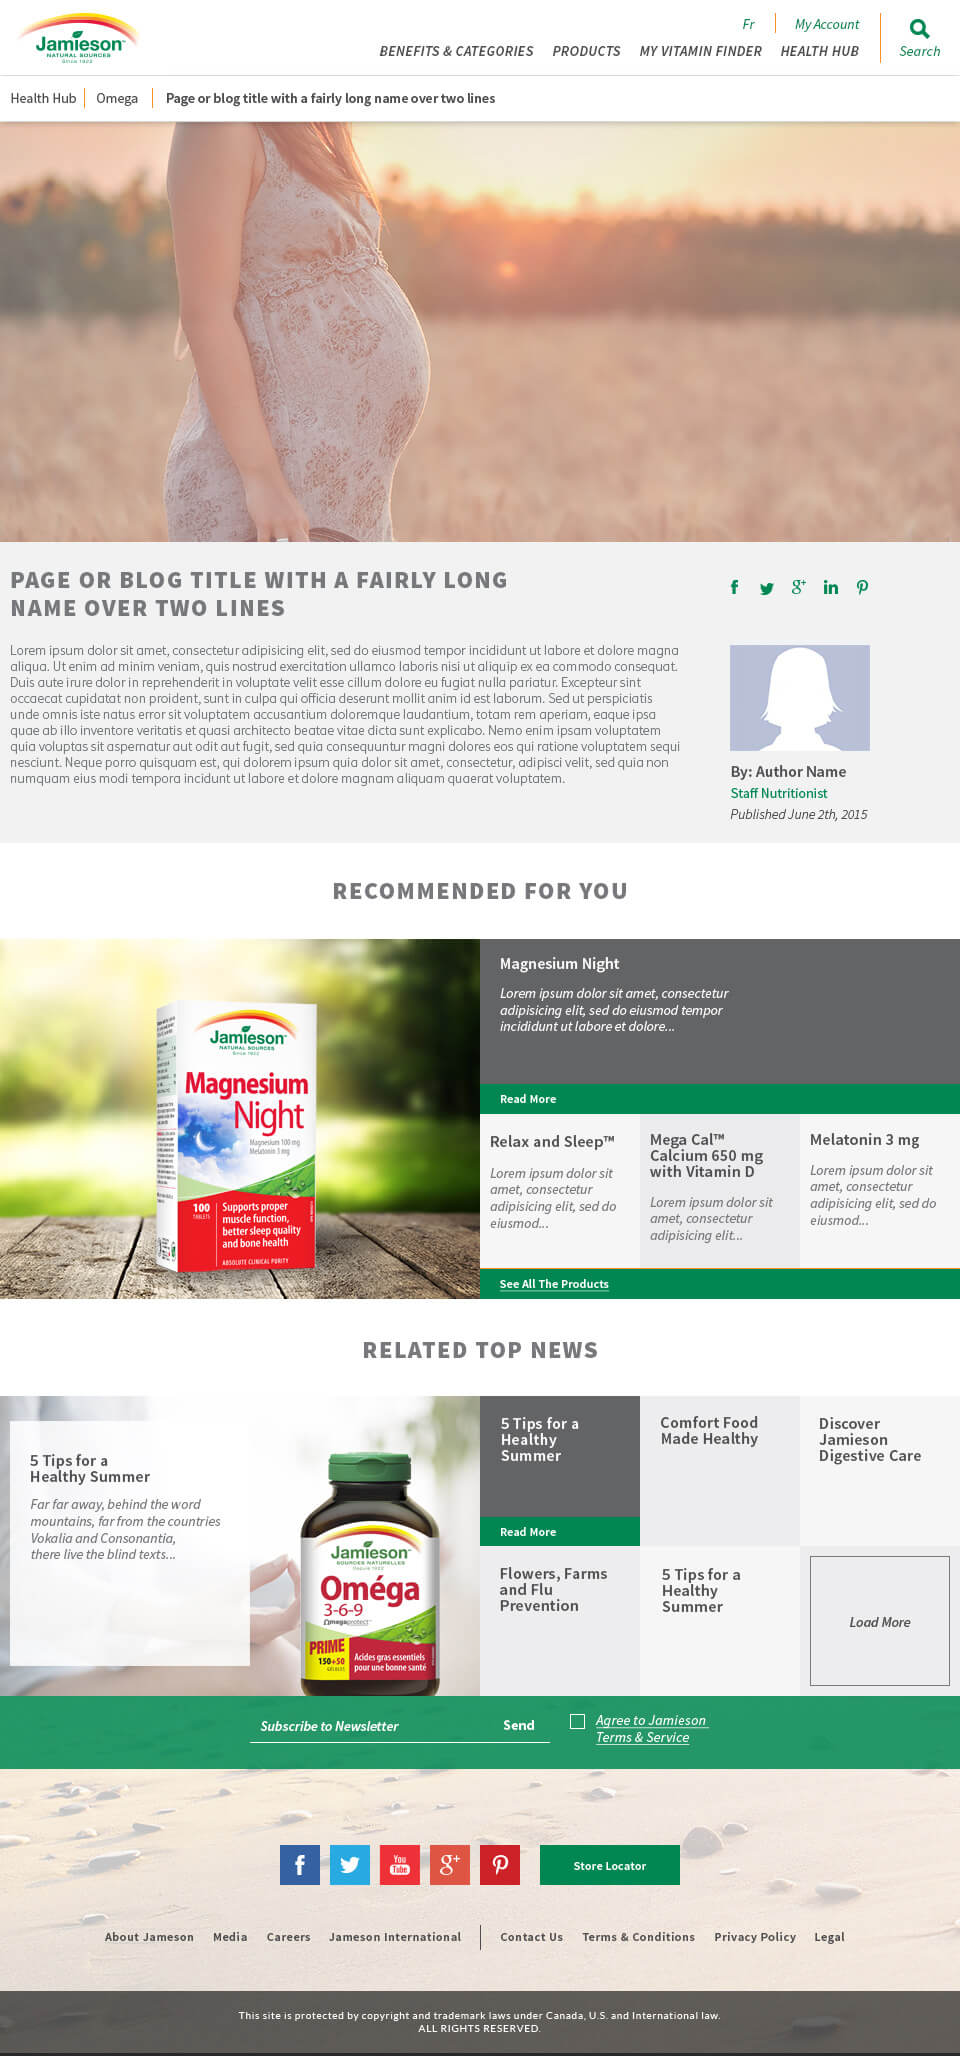 Jamieson
NATURAL SOURCES
Since 1922
Fr
My Account
BENEFITS & CATEGORIES
PRODUCTS
MY VITAMIN FINDER
HEALTH HUB
Search
Health Hub
Omega
Page or blog title with a fairly long name over two lines
PAGE OR BLOG TITLE WITH A FAIRLY LONG
NAME OVER TWO LINES
Lorem ipsum dolor sit amet, consectetur adipisicing elit, sed do eiusmod tempor incididunt ut labore et dolore magna
aliqua. Ut enim ad minim veniam, quis nostrud exercitation ullamco laboris nisi ut aliquip ex ea commodo consequat.
Duis aute irure dolor in reprehenderit in voluptate velit esse cillum dolore eu fugiat nulla pariatur. Excepteur sint
occaecat cupidatat non proident, sunt in culpa qui officia deserunt mollit anim id est laborum. Sed ut perspiciatis
unde omnis iste natus error sit voluptatem accusantium doloremque laudantium, totam rem aperiam, eaque ipsa
quae ab illo inventore veritatis et quasi architecto beatae vitae dicta sunt explicabo. Nemo enim ipsam voluptatem
quia voluptas sit aspernatur aut odit aut fugit, sed quia consequuntur magni dolores eos qui ratione voluptatem sequi
nesciunt. Neque porro quisquam est, qui dolorem ipsum quia dolor sit amet, consectetur, adipisci velit, sed quia non
numquam eius modi tempora incidunt ut labore et dolore magnam aliquam quaerat voluptatem.
By: Author Name
Staff Nutritionist
Published June 2th, 2015
RECOMMENDED FOR YOU
Jamieson
NATURAL SOURCES
Since 1922
Magnesium
Night
Magnesium 100 mg
Melatonin 3 mg
100
TABLETS
Supports proper
muscle function,
better sleep quality
and bone health
ABSOLUTE CLINICAL PURITY
Magnesium Night
Lorem ipsum dolor sit amet, consectetur
adipisicing elit, sed do eiusmod tempor
incididunt ut labore et dolore...
Read More
Relax and Sleep™
Lorem ipsum dolor sit
amet, consectetur
adipisicing elit, sed do
eiusmod...
Mega Cal™
Calcium 650 mg
with Vitamin D
Lorem ipsum dolor sit
amet, consectetur
adipisicing elit...
Melatonin 3 mg
Lorem ipsum dolor sit
amet, consectetur
adipisicing elit, sed do
eiusmod...
See All The Products
RELATED TOP NEWS
5 Tips for a
Healthy Summer
Far far away, behind the word
mountains, far from the countries
Vokalia and Consonantia,
there live the blind texts...
Jamieson
SOURCES NATURELLES
Depuis 1922
Oméga
3-6-9
Omegaprotect
PRIME
150+50
GÉLULES
Acides gras essentiels
pour une bonne santé
5 Tips for a
Healthy
Summer
Read More
Comfort Food
Made Healthy
Discover
Jamieson
Digestive Care
Flowers, Farms
and Flu
Prevention
5 Tips for a
Healthy
Summer
Load More
Subscribe to Newsletter
Send
Agree to Jamieson
Terms & Service
You
Tube
Store Locator
About Jameson
Media
Careers
Jameson International
Contact Us
Terms & Conditions
Privacy Policy
Legal
This site is protected by copyright and trademark laws under Canada, U.S. and International law.
ALL RIGHTS RESERVED.